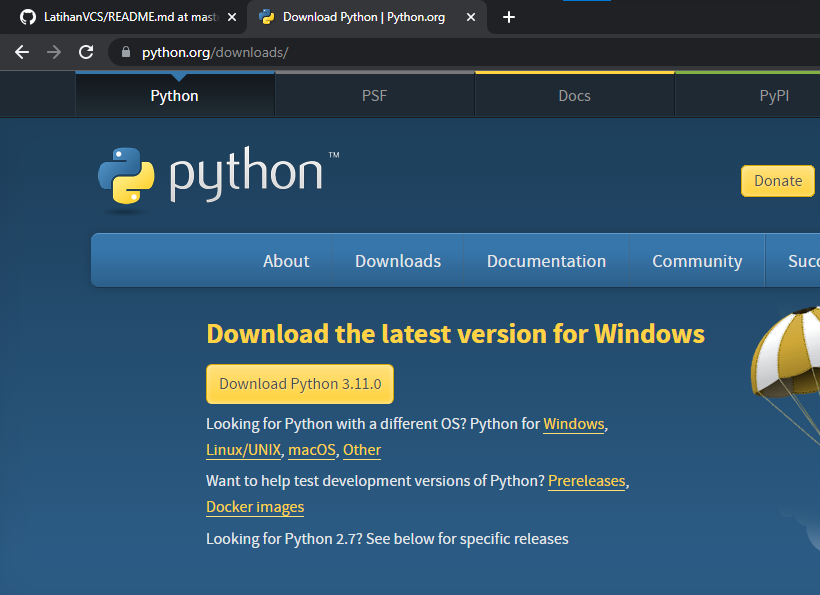 LatihanVCS/README.md at mast
Download Python | Python.org
python.org/downloads/
Python
PSF
Docs
PyPI
python™
Donate
About
Downloads
Documentation
Community
Succ
Download the latest version for Windows
Download Python 3.11.0
Looking for Python with a different OS? Python for Windows,
Linux/UNIX, macOS, Other
Want to help test development versions of Python? Prereleases,
Docker images
Looking for Python 2.7? See below for specific releases